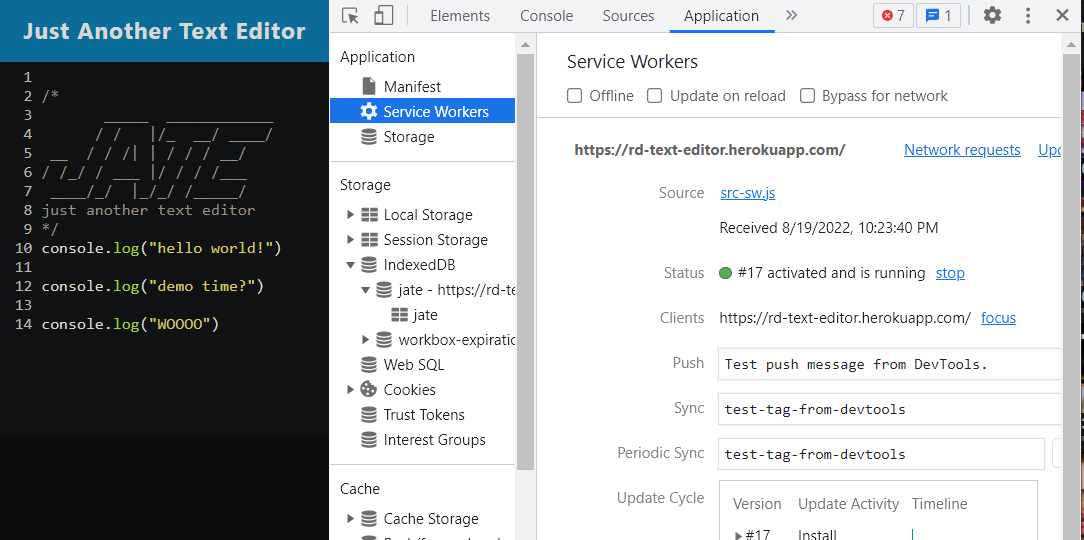 Just Another Text Editor
1
2 /*
3         _____  ____________
4       / /   |/_  __/ ____/
5  __  / / /| | / / / / __/
6 / /_/ / ___ |/ / / /___
7  ____/_/  |_/_/ /_____/
8 just another text editor
9 */
10 console.log("hello world!")
11
12 console.log("demo time?")
13
14 console.log("WOOOO")
Elements Console Sources Application » 7 1
Application
Manifest
Service Workers
Storage
Storage
Local Storage
Session Storage
IndexedDB
jate - https://rd-te
jate
workbox-expiratio
Web SQL
Cookies
Trust Tokens
Interest Groups
Cache
Cache Storage
Service Workers
Offline Update on reload Bypass for network
https://rd-text-editor.herokuapp.com/ Network requests Upd
Source src-sw.js
Received 8/19/2022, 10:23:40 PM
Status #17 activated and is running stop
Clients https://rd-text-editor.herokuapp.com/ focus
Push Test push message from DevTools.
Sync test-tag-from-devtools
Periodic Sync test-tag-from-devtools
Update Cycle Version Update Activity Timeline
#17 Install